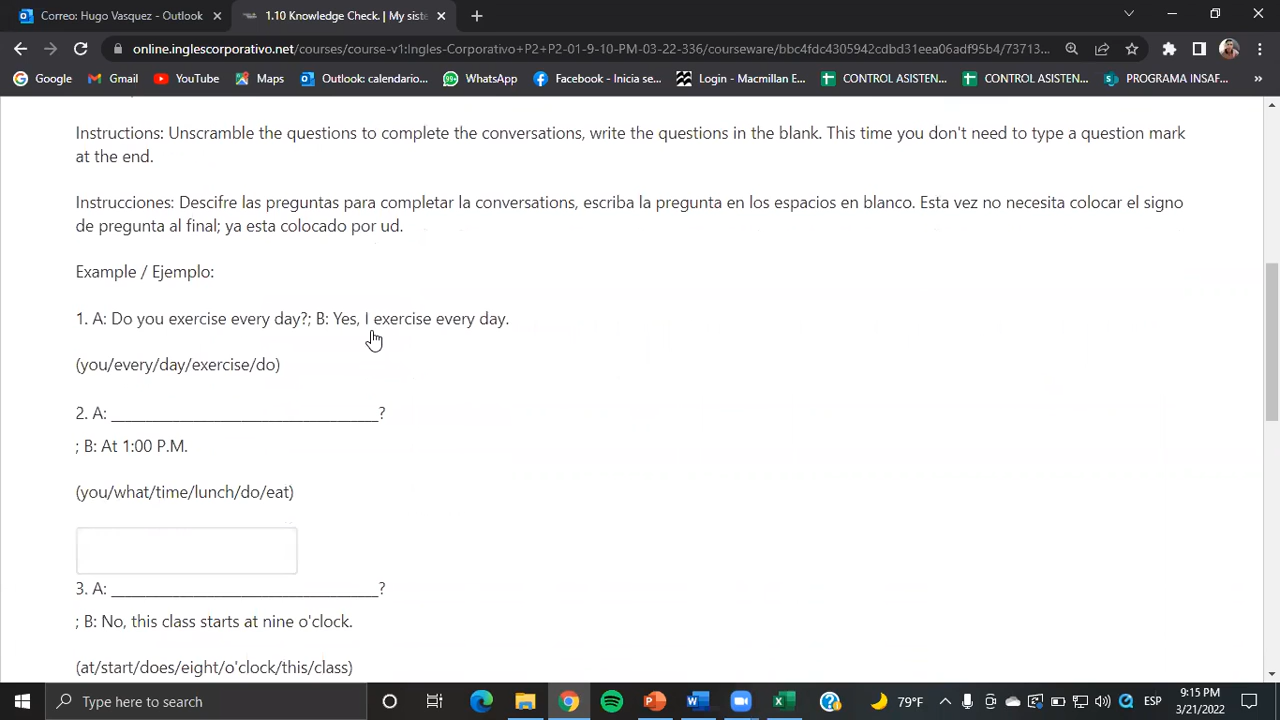 Correo: Hugo Vasquez - Outlook
1.10 Knowledge Check. | My siste
online.inglescorporativo.net/courses/course-v1:Ingles-Corporativo+P2+P2-01-9-10-PM-03-22-336/courseware/bbc4fdc4305942cdbd31eea06adf95b4/73713...
Google Gmail YouTube Maps Outlook: calendario... WhatsApp Facebook - Inicia se... Login - Macmillan E... CONTROL ASISTEN... CONTROL ASISTEN... PROGRAMA INSAF... »
Instructions: Unscramble the questions to complete the conversations, write the questions in the blank. This time you don't need to type a question mark
at the end.
Instrucciones: Descifre las preguntas para completar la conversations, escriba la pregunta en los espacios en blanco. Esta vez no necesita colocar el signo
de pregunta al final; ya esta colocado por ud.
Example / Ejemplo:
1. A: Do you exercise every day?; B: Yes, I exercise every day.
(you/every/day/exercise/do)
2. A: ________________________________?
; B: At 1:00 P.M.
(you/what/time/lunch/do/eat)
3. A: ________________________________?
; B: No, this class starts at nine o'clock.
(at/start/does/eight/o'clock/this/class)
Type here to search
79°F
ESP
9:15 PM
3/21/2022